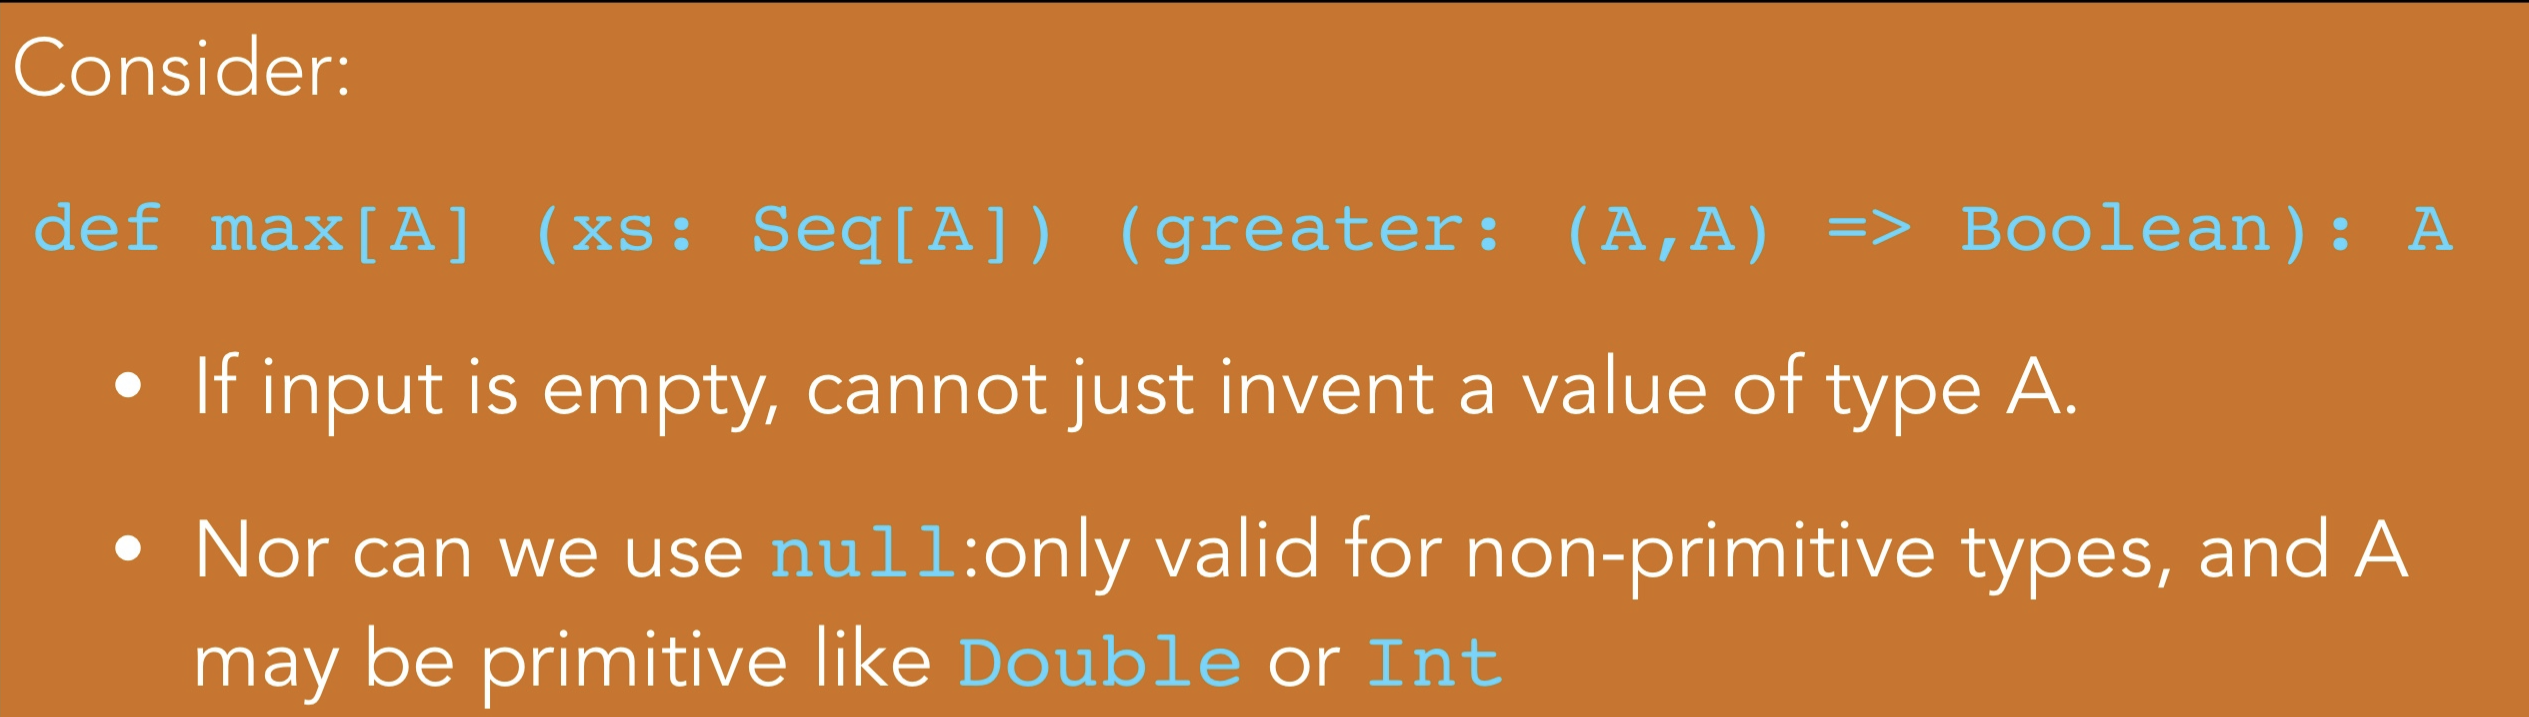 Consider:
def max[A] (xs: Seq[A]) (greater: (A,A) => Boolean): A
• If input is empty, cannot just invent a value of type A.
• Nor can we use null:only valid for non-primitive types, and A
may be primitive like Double or Int